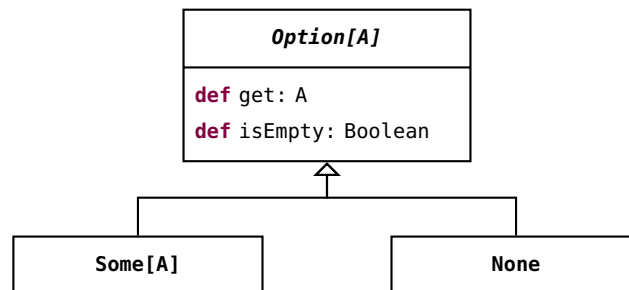 Option[A]
def get: A
def isEmpty: Boolean
Some[A]
None